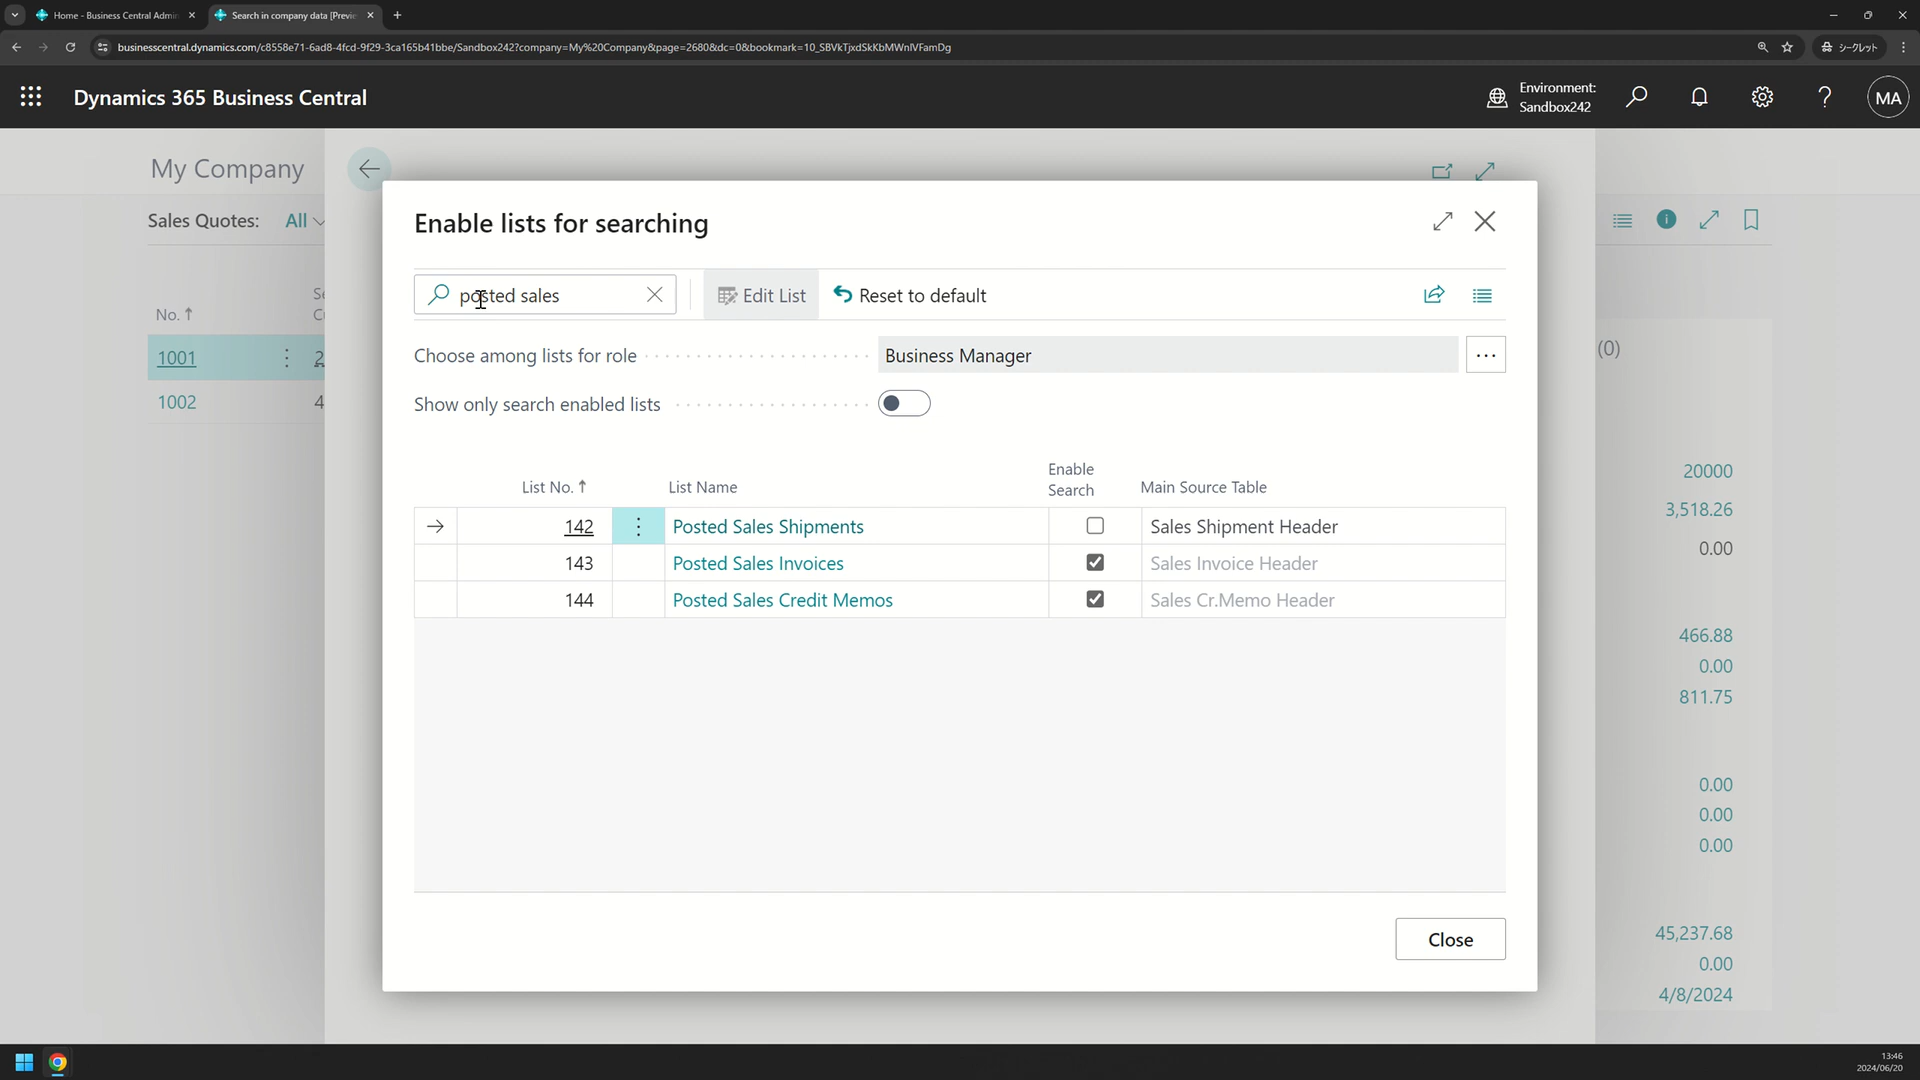 Home - Business Central Admin
Search in company data [Previe
businesscentral.dynamics.com/c8558e71-6ad8-4fcd-9f29-3ca165b41bbe/Sandbox242?company=My%20Company&page=2680&dc=0&bookmark=10_SBVkTjxdSkKbMWnlVFamDg
シークレット
Dynamics 365 Business Central
Environment:
Sandbox242
MA
My Company
Sales Quotes: All
No. ↑
1001
1002
4
(0)
20000
3,518.26
0.00
466.88
0.00
811.75
0.00
0.00
0.00
45,237.68
0.00
4/8/2024
Enable lists for searching
posted sales
Edit List
Reset to default
Choose among lists for role
Business Manager
Show only search enabled lists
List No. ↑
List Name
Enable
Search
Main Source Table
142
Posted Sales Shipments
Sales Shipment Header
143
Posted Sales Invoices
Sales Invoice Header
144
Posted Sales Credit Memos
Sales Cr.Memo Header
Close
13:46
2024/06/20